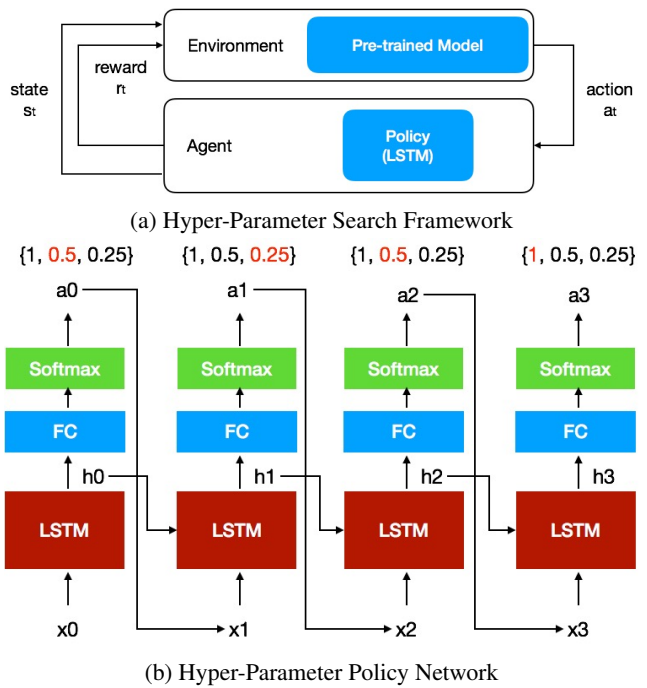 Environment
Pre-trained Model
reward
rt
state
st
action
at
Agent
Policy
(LSTM)
(a) Hyper-Parameter Search Framework
{1, 0.5, 0.25} {1, 0.5, 0.25} {1, 0.5, 0.25} {1, 0.5, 0.25}
a0 a1 a2 a3
Softmax Softmax Softmax Softmax
FC FC FC FC
h0 h1 h2 h3
LSTM LSTM LSTM LSTM
x0 x1 x2 x3
(b) Hyper-Parameter Policy Network